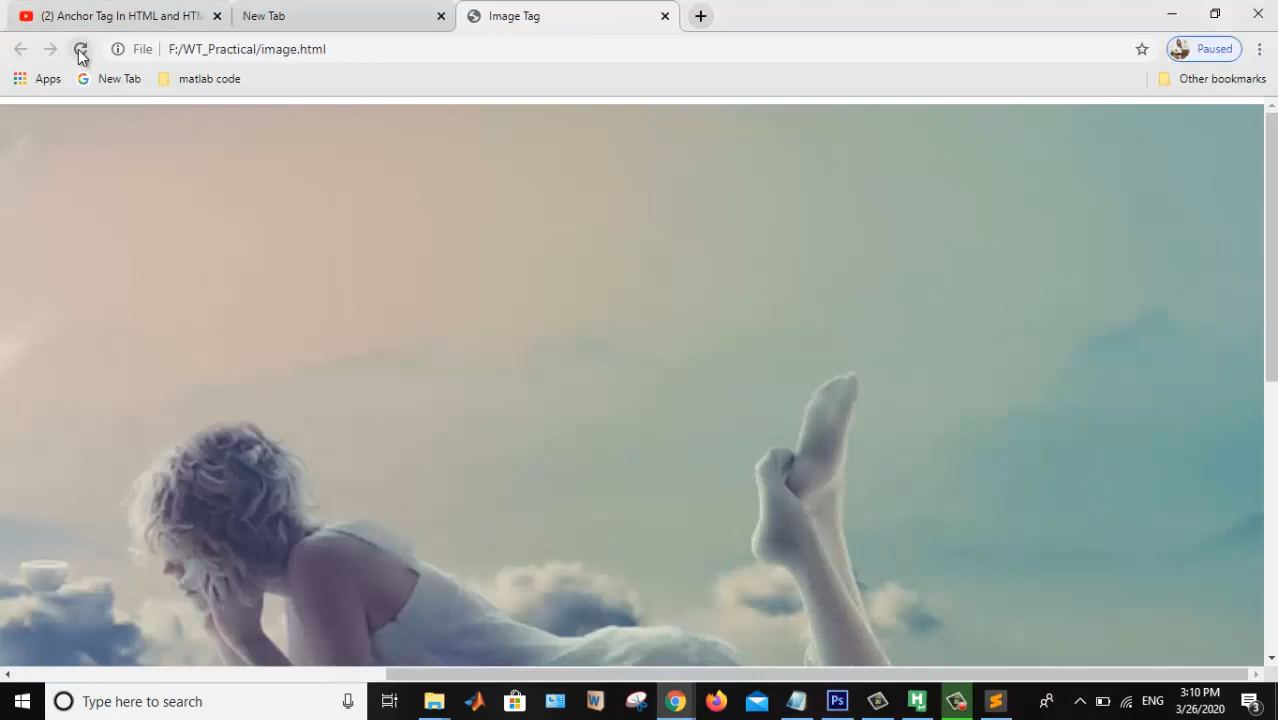 (2) Anchor Tag In HTML and HTM
New Tab
Image Tag
File
F:/WT_Practical/image.html
Paused
Apps
New Tab
matlab code
Other bookmarks
Type here to search
ENG
3:10 PM
3/26/2020